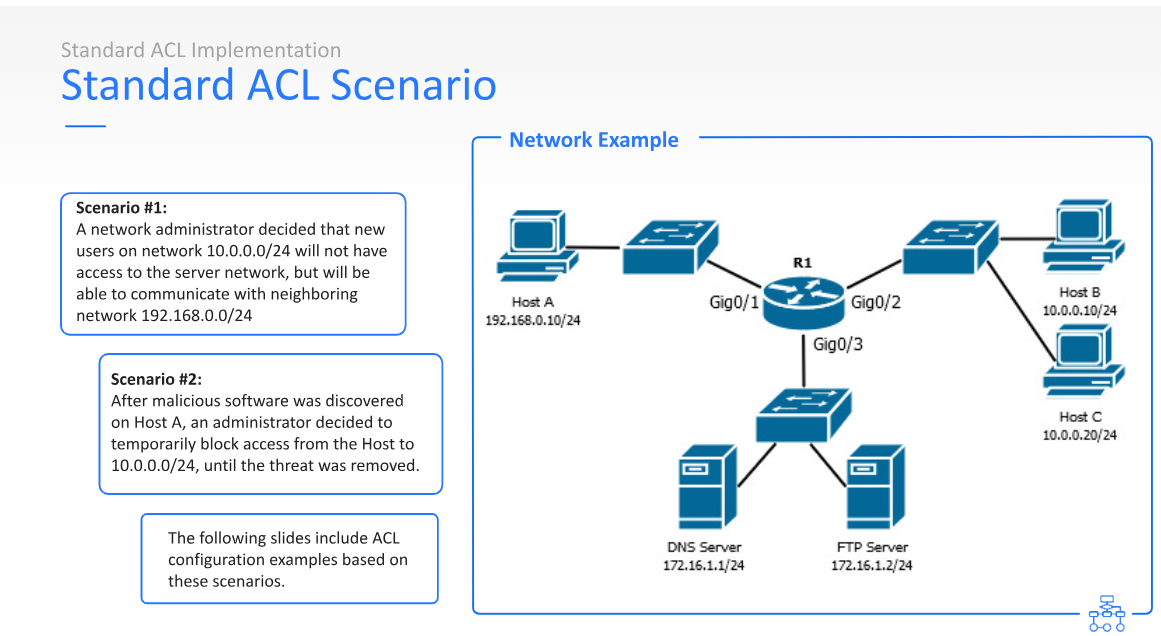 Standard ACL Implementation
Standard ACL Scenario
Scenario #1:
A network administrator decided that new
users on network 10.0.0.0/24 will not have
access to the server network, but will be
able to communicate with neighboring
network 192.168.0.0/24
Scenario #2:
After malicious software was discovered
on Host A, an administrator decided to
temporarily block access from the Host to
10.0.0.0/24, until the threat was removed.
The following slides include ACL
configuration examples based on
these scenarios.
Network Example
Host A
192.168.0.10/24
R1
Gig0/1
Gig0/2
Gig0/3
Host B
10.0.0.10/24
Host C
10.0.0.20/24
DNS Server
172.16.1.1/24
FTP Server
172.16.1.2/24